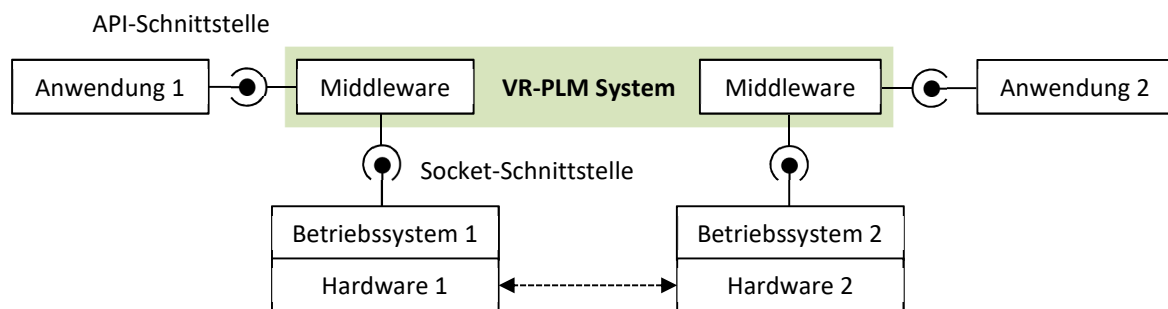 API-Schnittstelle
Anwendung 1
Middleware
VR-PLM System
Middleware
Anwendung 2
Socket-Schnittstelle
Betriebssystem 1
Betriebssystem 2
Hardware 1
Hardware 2